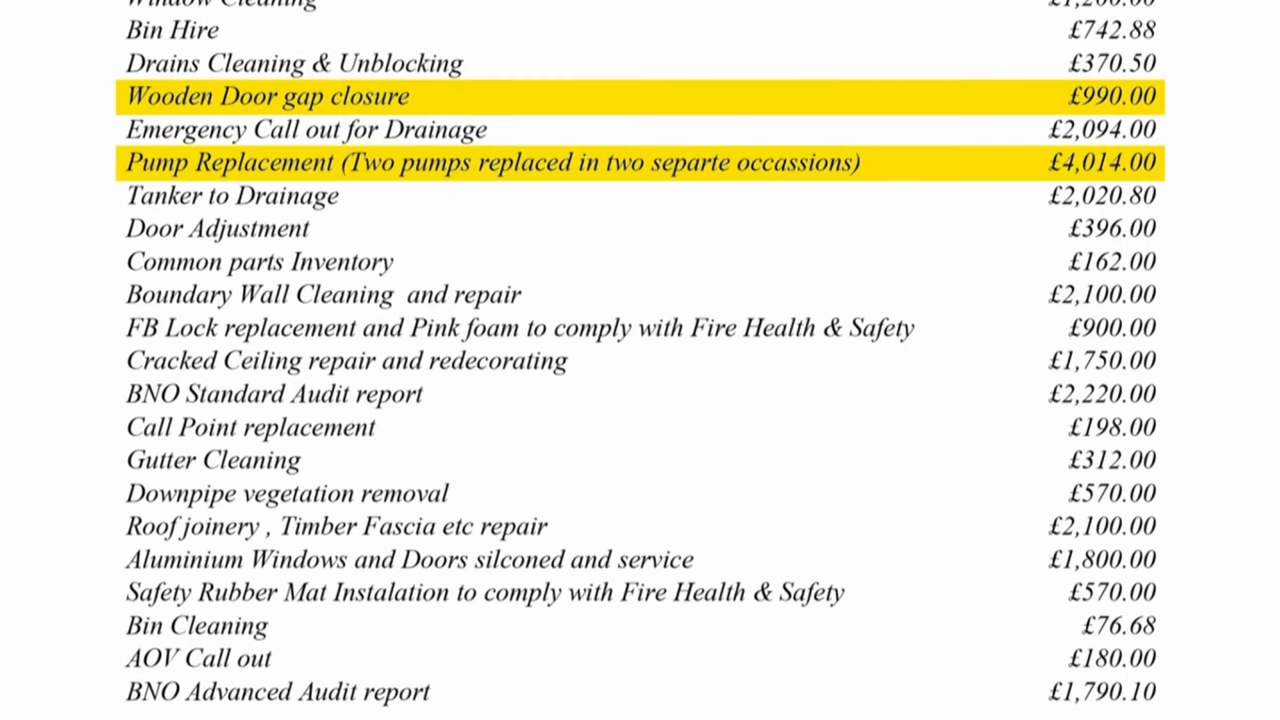 Window Cleaning £1,200.00
Bin Hire £742.88
Drains Cleaning & Unblocking £370.50
Wooden Door gap closure £990.00
Emergency Call out for Drainage £2,094.00
Pump Replacement (Two pumps replaced in two separte occassions) £4,014.00
Tanker to Drainage £2,020.80
Door Adjustment £396.00
Common parts Inventory £162.00
Boundary Wall Cleaning and repair £2,100.00
FB Lock replacement and Pink foam to comply with Fire Health & Safety £900.00
Cracked Ceiling repair and redecorating £1,750.00
BNO Standard Audit report £2,220.00
Call Point replacement £198.00
Gutter Cleaning £312.00
Downpipe vegetation removal £570.00
Roof joinery , Timber Fascia etc repair £2,100.00
Aluminium Windows and Doors silconed and service £1,800.00
Safety Rubber Mat Instalation to comply with Fire Health & Safety £570.00
Bin Cleaning £76.68
AOV Call out £180.00
BNO Advanced Audit report £1,790.10